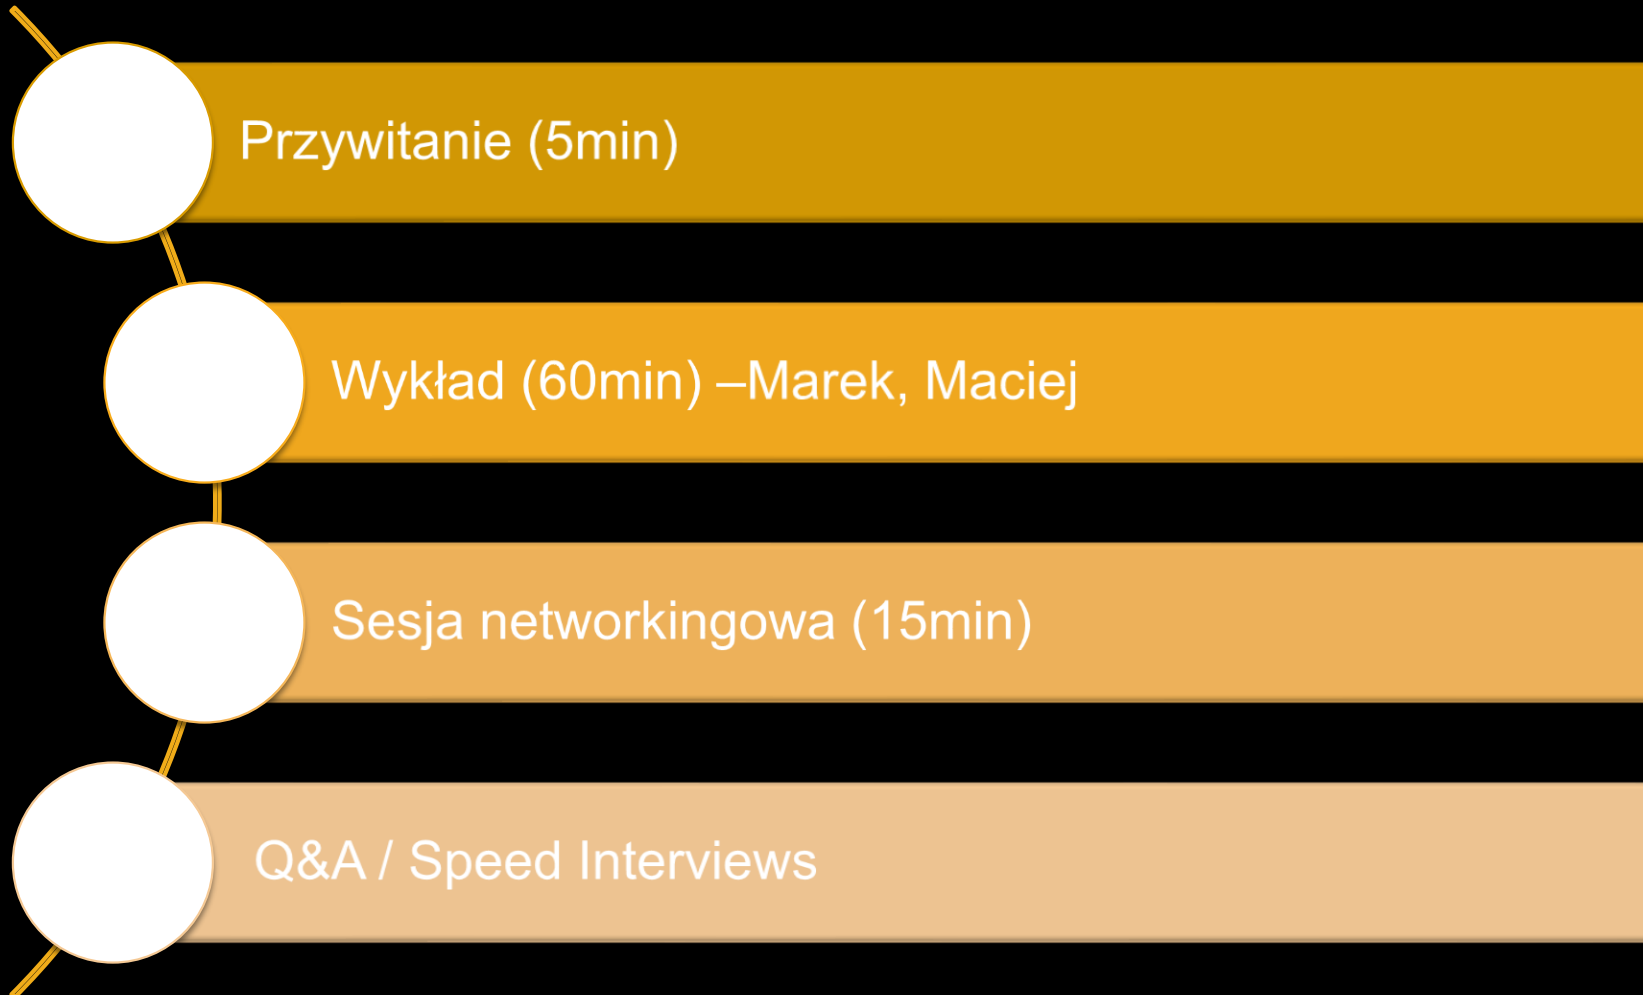 Przywitanie (5min)
Wykład (60min) –Marek, Maciej
Sesja networkingowa (15min)
Q&A / Speed Interviews